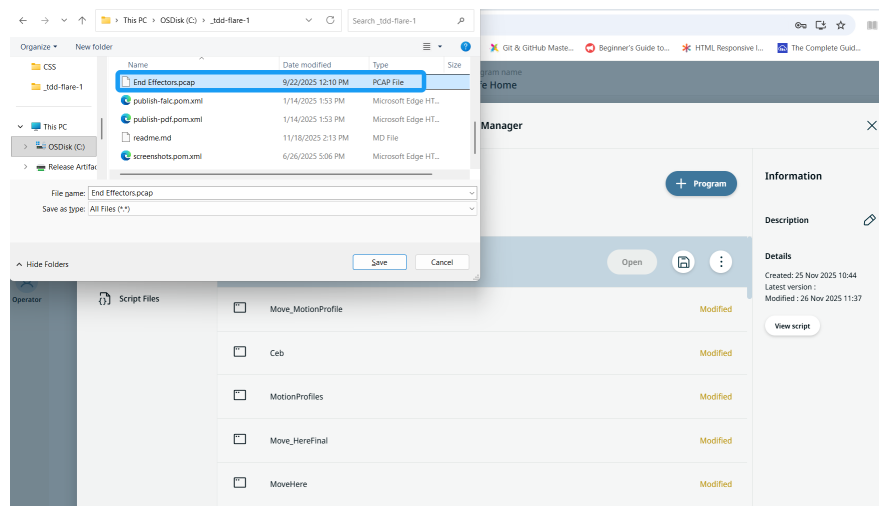 This PC > OSDisk (C:) > _tdd-flare-1
Search _tdd-flare-1
Organize
New folder
Name
Date modified
Type
Size
CSS
_tdd-flare-1
This PC
OSDisk (C:)
Release Artifac
End Effectors.pcap 9/22/2025 12:10 PM PCAP File
publish-falc.pom.xml 1/14/2025 1:53 PM Microsoft Edge HT...
publish-pdf.pom.xml 1/14/2025 1:53 PM Microsoft Edge HT...
readme.md 11/18/2025 2:13 PM MD File
screenshots.pom.xml 6/26/2025 5:06 PM Microsoft Edge HT...
File name: End Effectors.pcap
Save as type: All Files (*.*)
Hide Folders
Save
Cancel
Git & GitHub Maste...
Beginner's Guide to...
HTML Responsive I...
The Complete Guid...
gram name
fe Home
Manager
+ Program
Open
Operator
Script Files
Move_MotionProfile Modified
Ceb Modified
MotionProfiles Modified
Move_HereFinal Modified
MoveHere Modified
Information
Description
Details
Created: 25 Nov 2025 10:44
Latest version :
Modified : 26 Nov 2025 11:37
View script